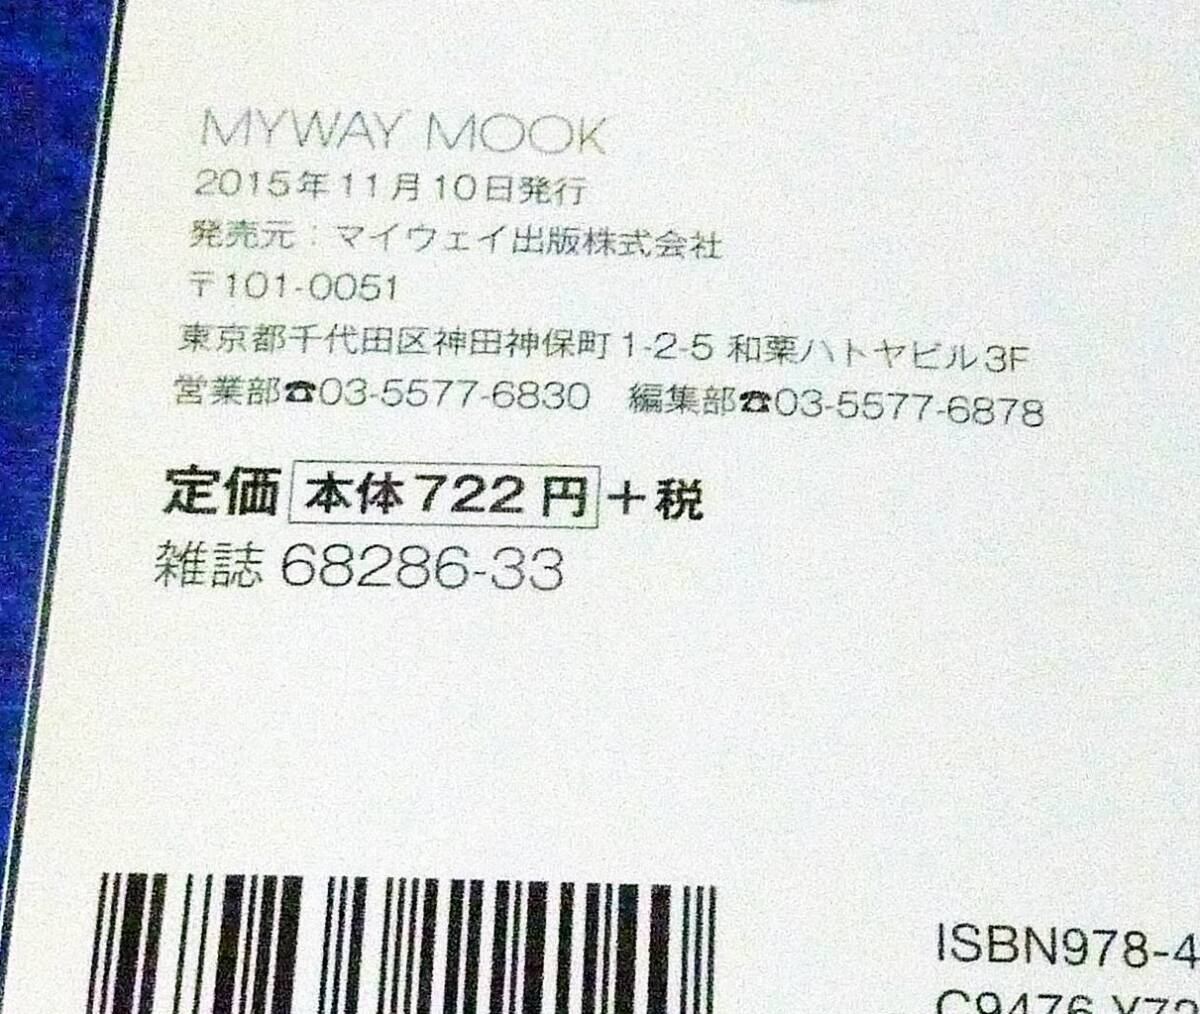 MYWAY MOOK
2015年11月10日発行
発売元：マイウェイ出版株式会社
〒101-0051
東京都千代田区神田神保町1-2-5 和栗ハトヤビル3F
営業部☎03-5577-6830 編集部☎03-5577-6878
定価 本体722円+税
雑誌 68286-33
ISBN978-4
C9476 Y72